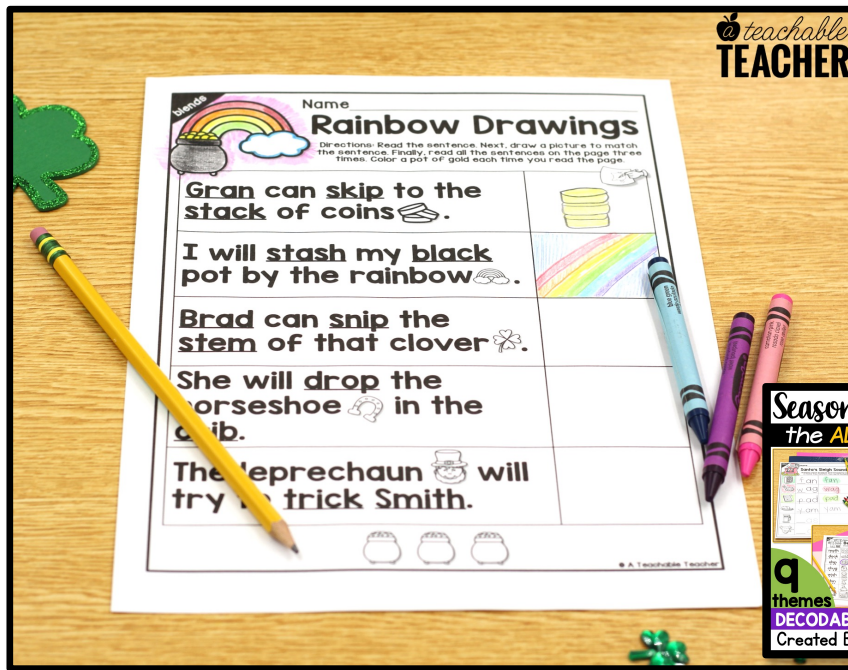 a teachable
TEACHER
blends
Name
Rainbow Drawings
Directions: Read the sentence. Next, draw a picture to match
the sentence. Finally, read all the sentences on the page three
times. Color a pot of gold each time you read the page.
Gran can skip to the
stack of coins.
I will stash my black
pot by the rainbow.
Brad can snip the
stem of that clover.
She will drop the
orseshoe in the
ib.
The leprechaun will
try trick Smith.
© A Teachable Teacher
Season
the
9
themes
DECODAB
Created